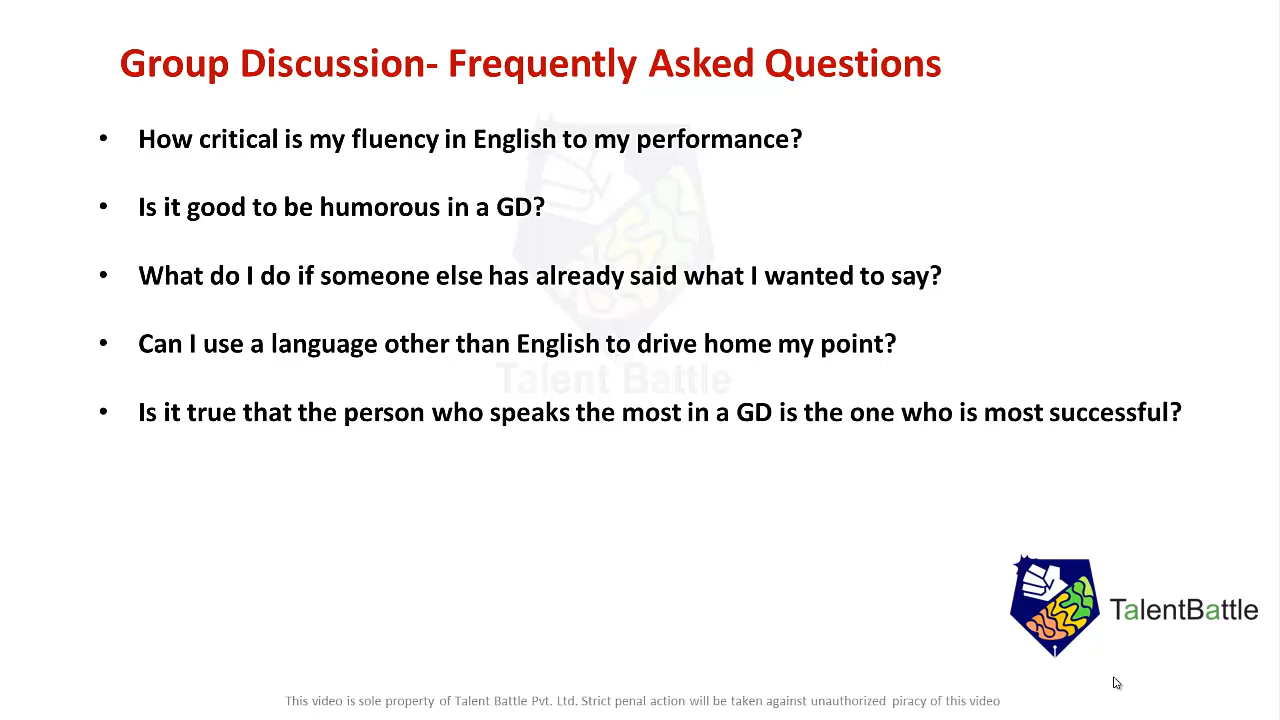 Group Discussion- Frequently Asked Questions
• How critical is my fluency in English to my performance?
• Is it good to be humorous in a GD?
• What do I do if someone else has already said what I wanted to say?
• Can I use a language other than English to drive home my point?
Talent Battle
• Is it true that the person who speaks the most in a GD is the one who is most successful?
TalentBattle
This video is sole property of Talent Battle Pvt. Ltd. Strict penal action will be taken against unauthorized piracy of this video